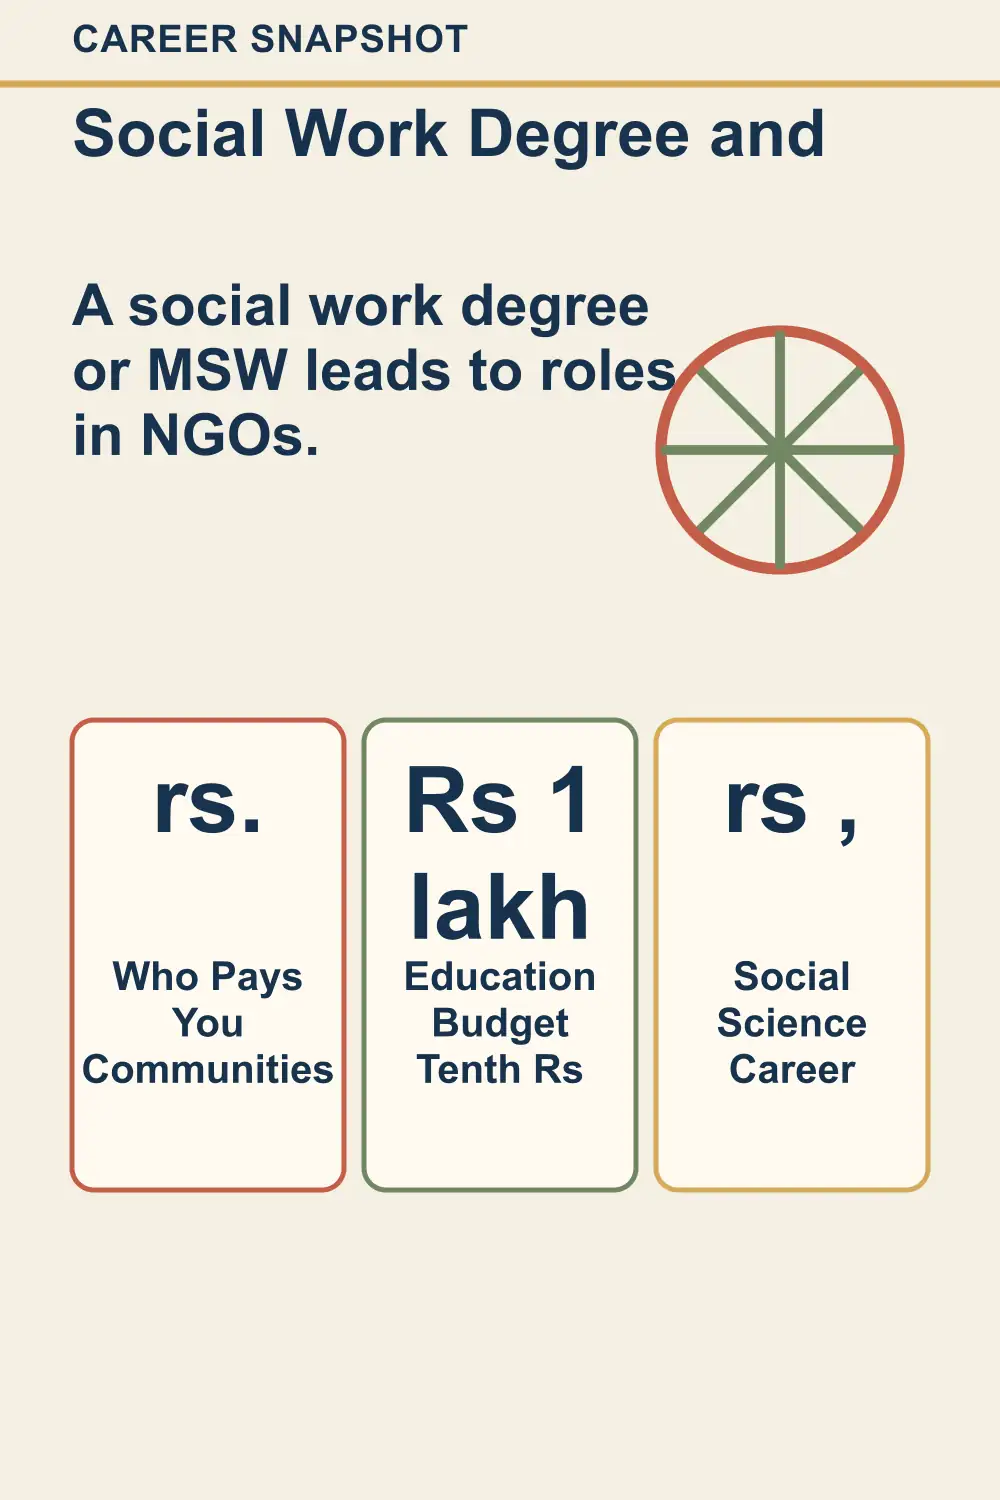 CAREER SNAPSHOT
Social Work Degree and
A social work degree
or MSW leads to roles
in NGOs.
rs.
Who Pays
You
Communities
Rs 1
lakh
Education
Budget
Tenth Rs
rs ,
Social
Science
Career